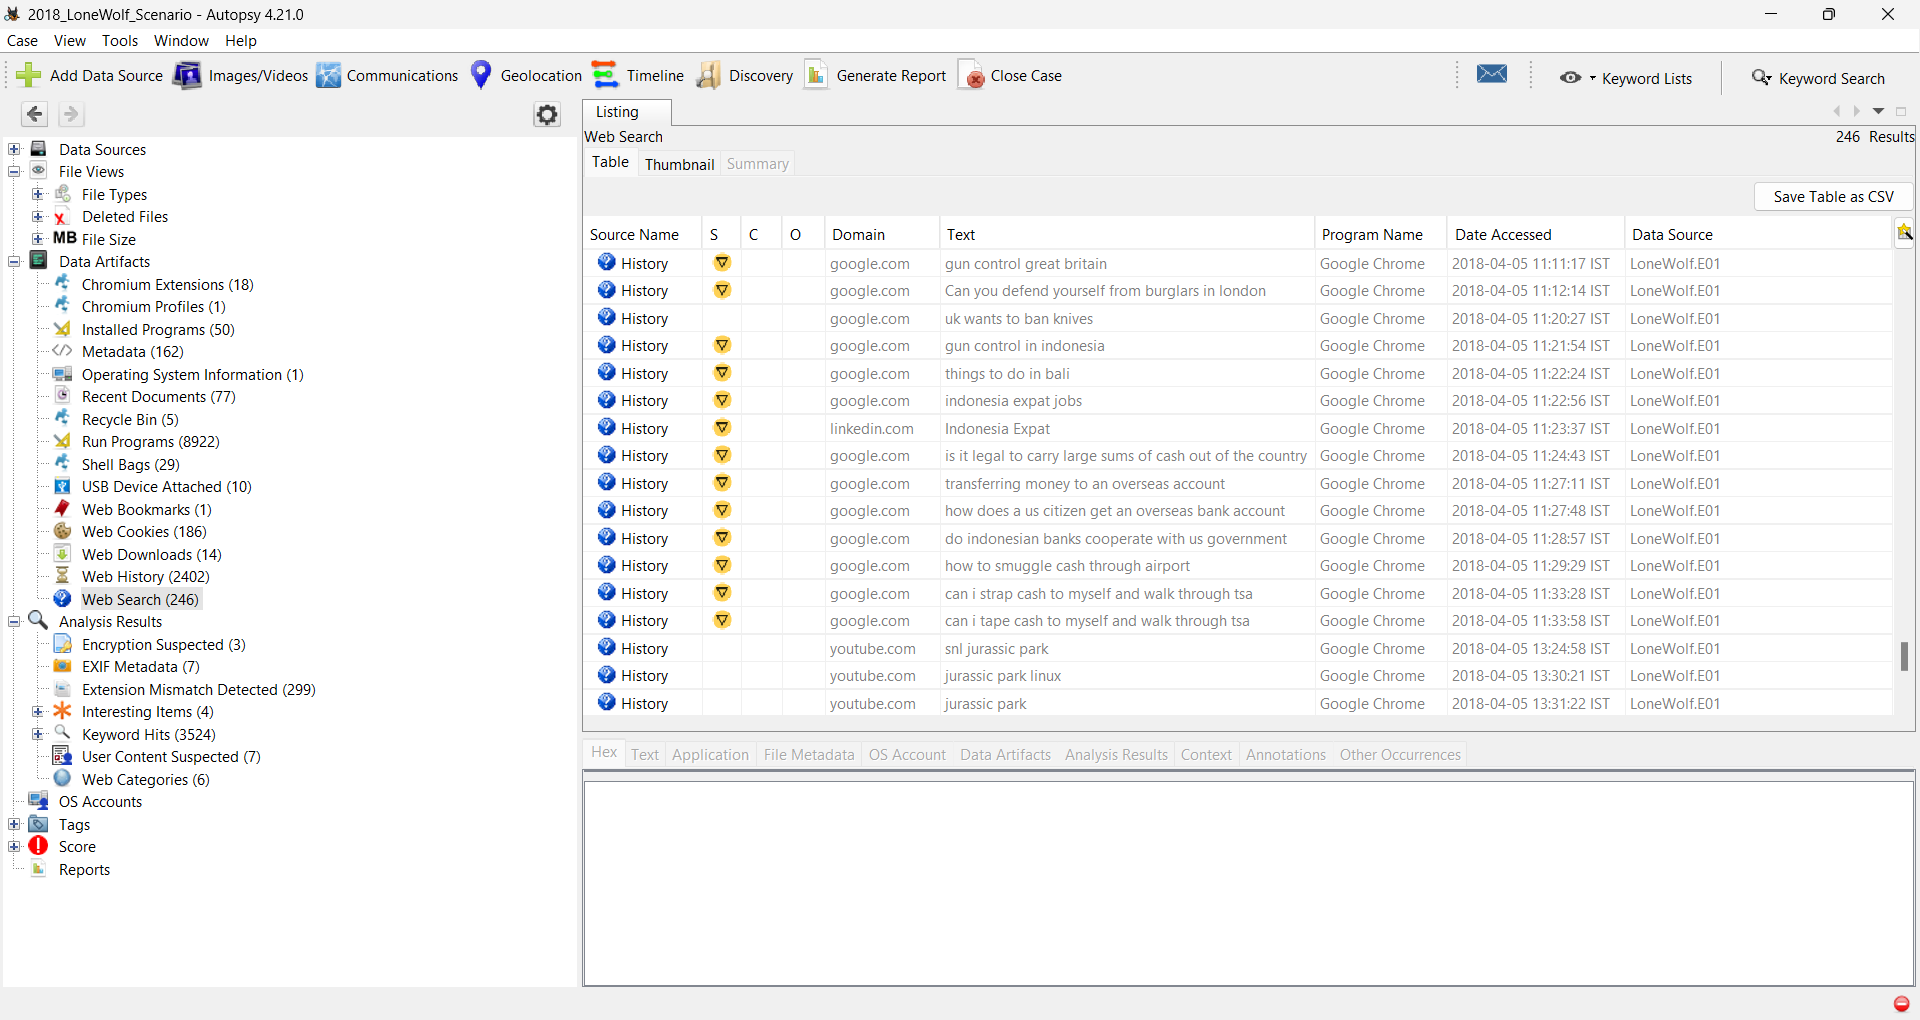 2018_LoneWolf_Scenario - Autopsy 4.21.0
Case View Tools Window Help
Add Data Source Images/Videos Communications Geolocation Timeline Discovery Generate Report Close Case Keyword Lists Keyword Search
Data Sources
File Views
File Types
Deleted Files
MB File Size
Data Artifacts
Chromium Extensions (18)
Chromium Profiles (1)
Installed Programs (50)
Metadata (162)
Operating System Information (1)
Recent Documents (77)
Recycle Bin (5)
Run Programs (8922)
Shell Bags (29)
USB Device Attached (10)
Web Bookmarks (1)
Web Cookies (186)
Web Downloads (14)
Web History (2402)
Web Search (246)
Analysis Results
Encryption Suspected (3)
EXIF Metadata (7)
Extension Mismatch Detected (299)
Interesting Items (4)
Keyword Hits (3524)
User Content Suspected (7)
Web Categories (6)
OS Accounts
Tags
Score
Reports
Listing
Web Search 246 Results
Table Thumbnail Summary
Save Table as CSV
Source Name S C O Domain Text Program Name Date Accessed Data Source
History google.com gun control great britain Google Chrome 2018-04-05 11:11:17 IST LoneWolf.E01
History google.com Can you defend yourself from burglars in london Google Chrome 2018-04-05 11:12:14 IST LoneWolf.E01
History google.com uk wants to ban knives Google Chrome 2018-04-05 11:20:27 IST LoneWolf.E01
History google.com gun control in indonesia Google Chrome 2018-04-05 11:21:54 IST LoneWolf.E01
History google.com things to do in bali Google Chrome 2018-04-05 11:22:24 IST LoneWolf.E01
History google.com indonesia expat jobs Google Chrome 2018-04-05 11:22:56 IST LoneWolf.E01
History linkedin.com Indonesia Expat Google Chrome 2018-04-05 11:23:37 IST LoneWolf.E01
History google.com is it legal to carry large sums of cash out of the country Google Chrome 2018-04-05 11:24:43 IST LoneWolf.E01
History google.com transferring money to an overseas account Google Chrome 2018-04-05 11:27:11 IST LoneWolf.E01
History google.com how does a us citizen get an overseas bank account Google Chrome 2018-04-05 11:27:48 IST LoneWolf.E01
History google.com do indonesian banks cooperate with us government Google Chrome 2018-04-05 11:28:57 IST LoneWolf.E01
History google.com how to smuggle cash through airport Google Chrome 2018-04-05 11:29:29 IST LoneWolf.E01
History google.com can i strap cash to myself and walk through tsa Google Chrome 2018-04-05 11:33:28 IST LoneWolf.E01
History google.com can i tape cash to myself and walk through tsa Google Chrome 2018-04-05 11:33:58 IST LoneWolf.E01
History youtube.com snl jurassic park Google Chrome 2018-04-05 13:24:58 IST LoneWolf.E01
History youtube.com jurassic park linux Google Chrome 2018-04-05 13:30:21 IST LoneWolf.E01
History youtube.com jurassic park Google Chrome 2018-04-05 13:31:22 IST LoneWolf.E01
Hex Text Application File Metadata OS Account Data Artifacts Analysis Results Context Annotations Other Occurrences